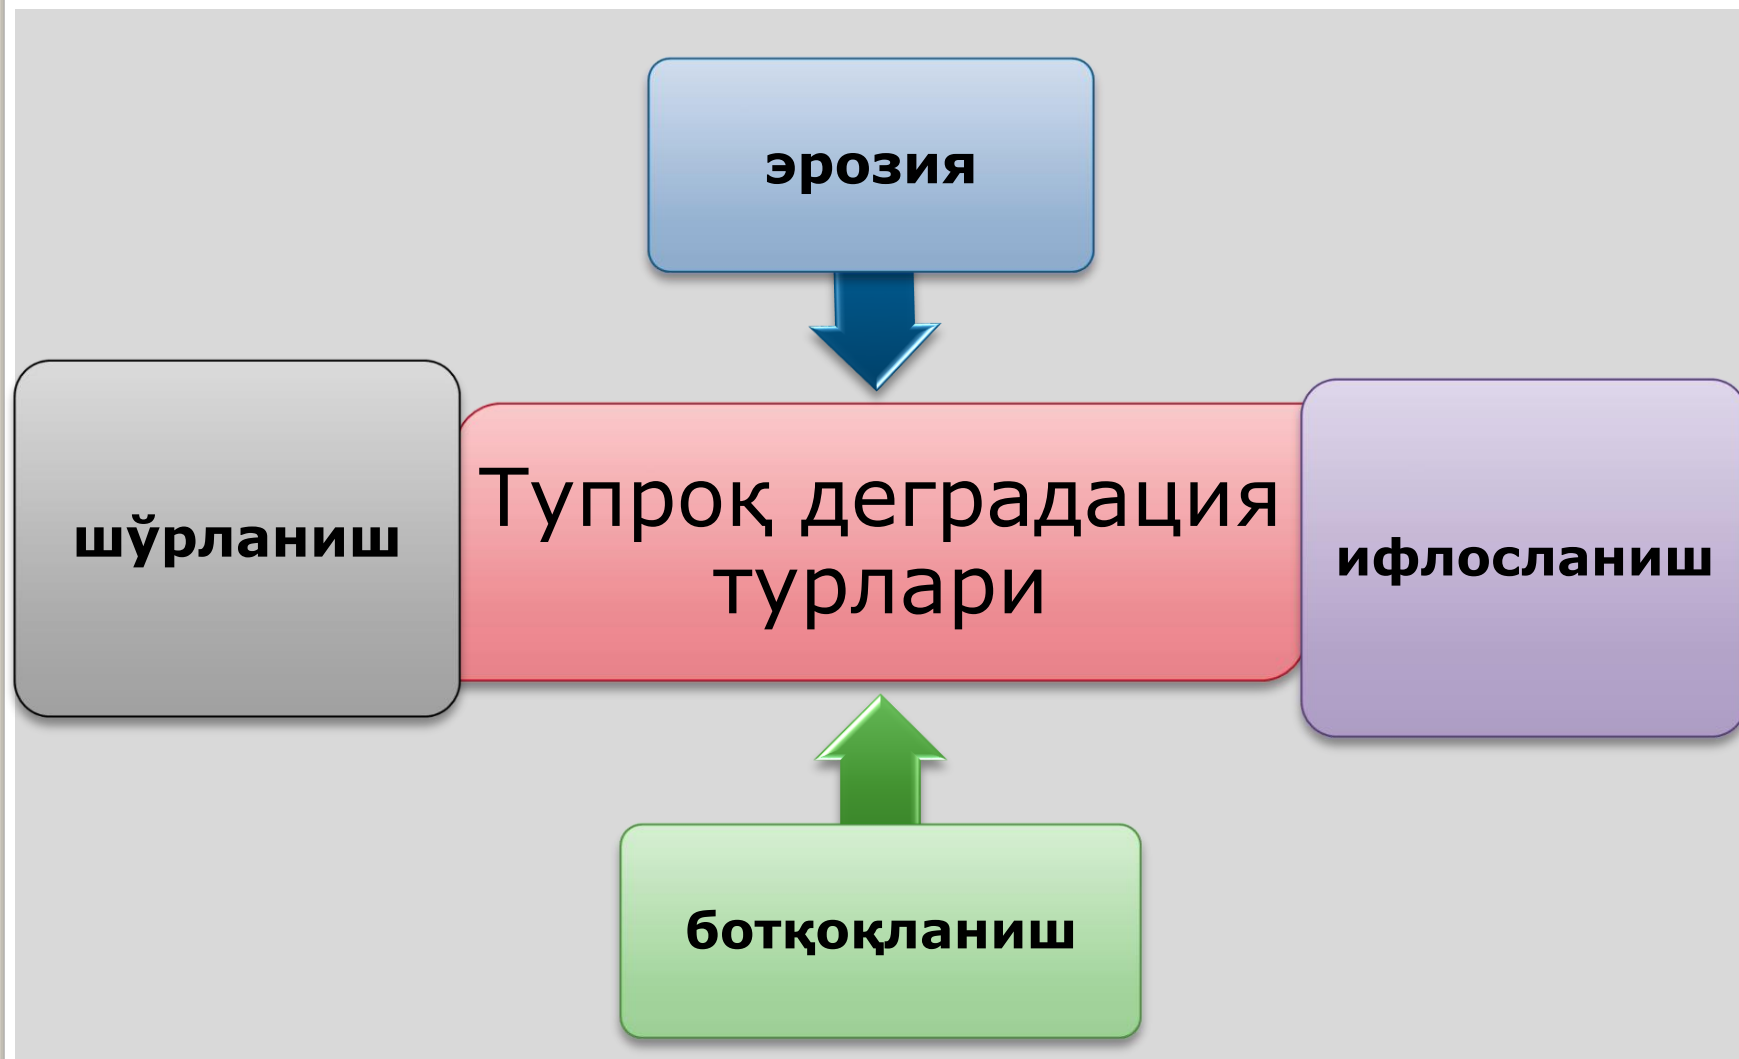 эрозия
шўрланиш
Тупроқ деградация
турлари
ифлосланиш
ботқоқланиш